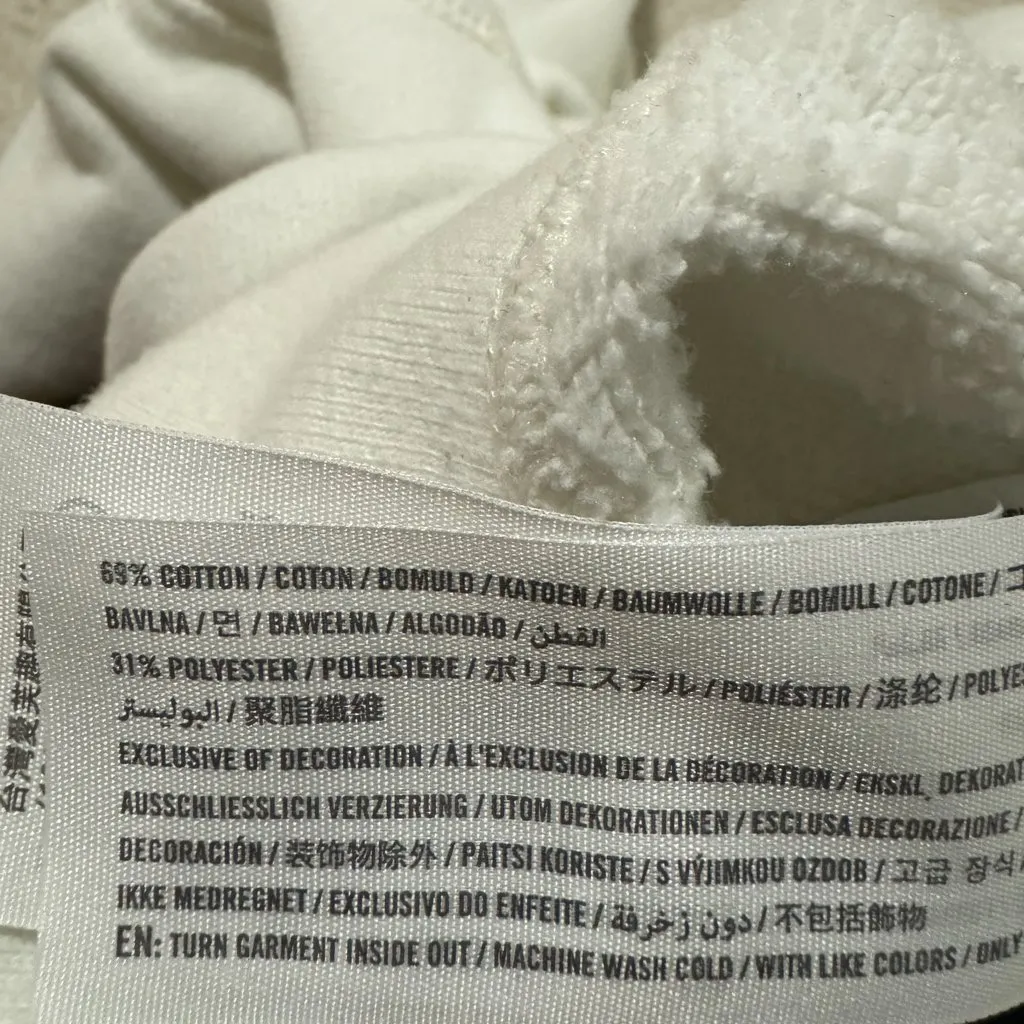 69% COTTON / COTON / BOMULD / KATOEN / BAUMWOLLE / BOMULL / COTONE /
BAVLNA / 면 / BAWEŁNA / ALGODÃO / القطن
31% POLYESTER / POLIESTERE / ポリエステル / POLIÉSTER / 涤纶 /
البوليستر / 聚脂纖維
EXCLUSIVE OF DECORATION / À L'EXCLUSION DE LA DÉCORATION / EKSKL.
AUSSCHLIESSLICH VERZIERUNG / UTOM DEKORATIONEN / ESCLUSA DECORAZIONE /
DECORACIÓN / 装饰物除外 / PAITSI KORISTE / S VÝJIMKOU OZDOB / 고급 장식
IKKE MEDREGNET / EXCLUSIVO DO ENFEITE / دون زخرفة / 不包括飾物
EN: TURN GARMENT INSIDE OUT / MACHINE WASH COLD / WITH LIKE COLORS / ONLY